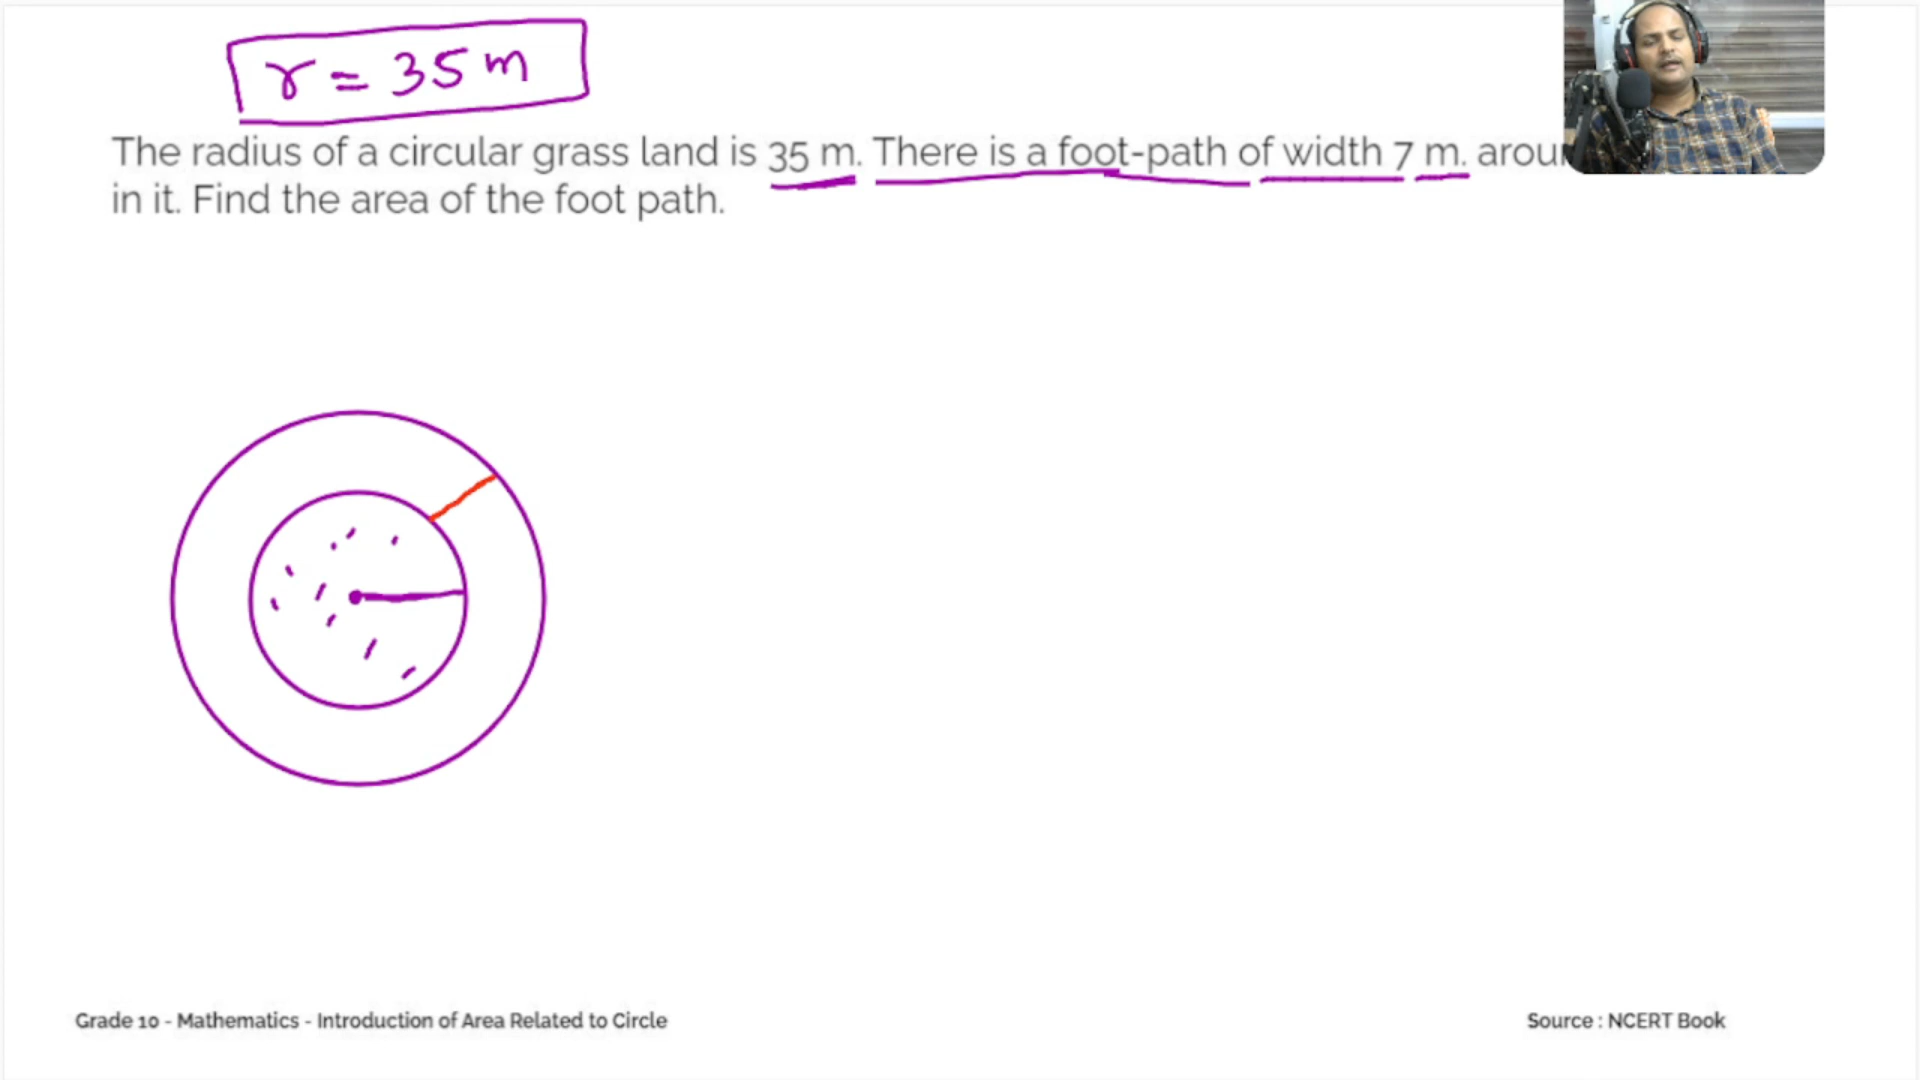 r = 35 m
The radius of a circular grass land is 35 m. There is a foot-path of width 7 m.
in it. Find the area of the foot path.
Grade 10 - Mathematics - Introduction of Area Related to Circle
Source : NCERT Book